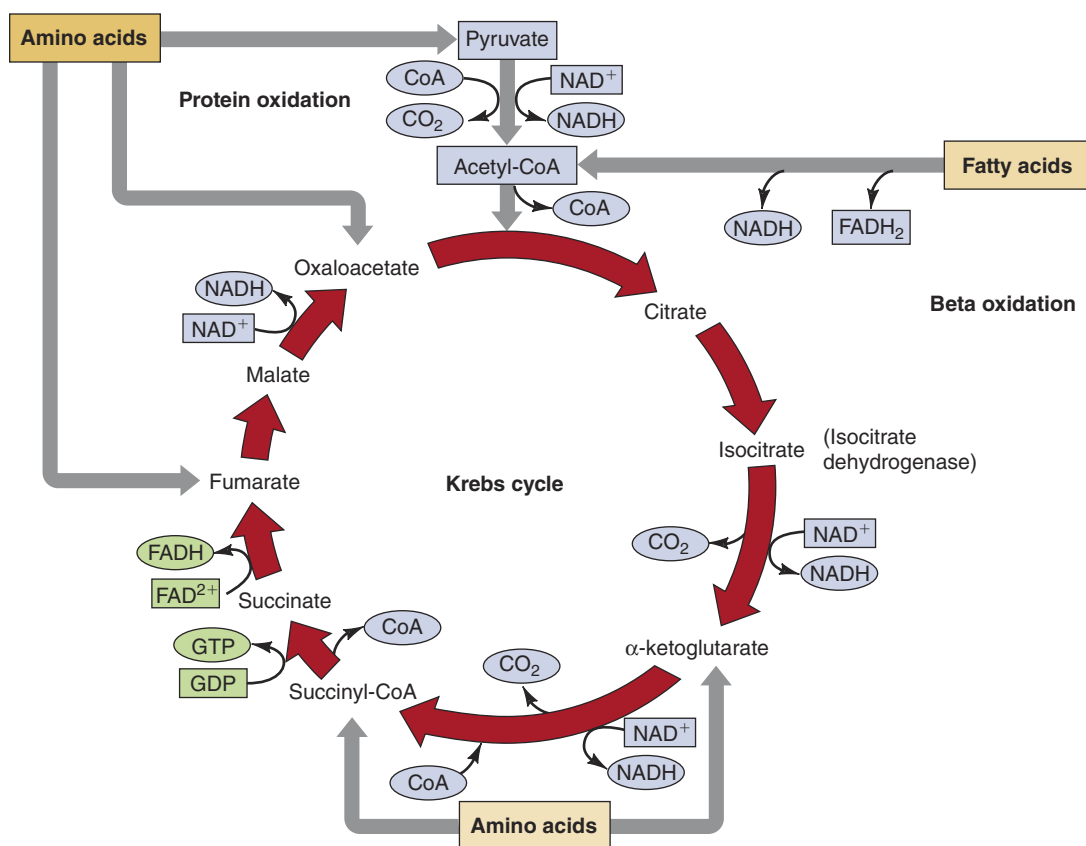 Amino acids
Pyruvate
CoA
NAD⁺
Protein oxidation
CO₂
NADH
Acetyl-CoA
Fatty acids
CoA
NADH
FADH₂
Oxaloacetate
NADH
NAD⁺
Citrate
Beta oxidation
Malate
Isocitrate
(Isocitrate
dehydrogenase)
Fumarate
Krebs cycle
CO₂
NAD⁺
NADH
FADH
FAD²⁺
Succinate
CoA
GTP
GDP
α-ketoglutarate
CO₂
Succinyl-CoA
NAD⁺
NADH
CoA
Amino acids